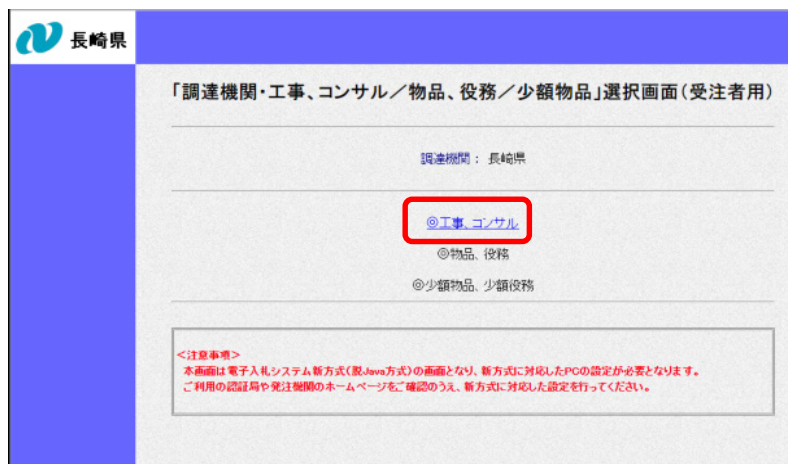 長崎県
「調達機関・工事、コンサル／物品、役務／少額物品」選択画面（受注者用）
調達機関： 長崎県
◎工事、コンサル
◎物品、役務
◎少額物品、少額役務
＜注意事項＞
本画面は電子入札システム新方式（脱Java方式）の画面となり、新方式に対応したPCの設定が必要となります。
ご利用の認証局や発注機関のホームページをご確認のうえ、新方式に対応した設定を行ってください。